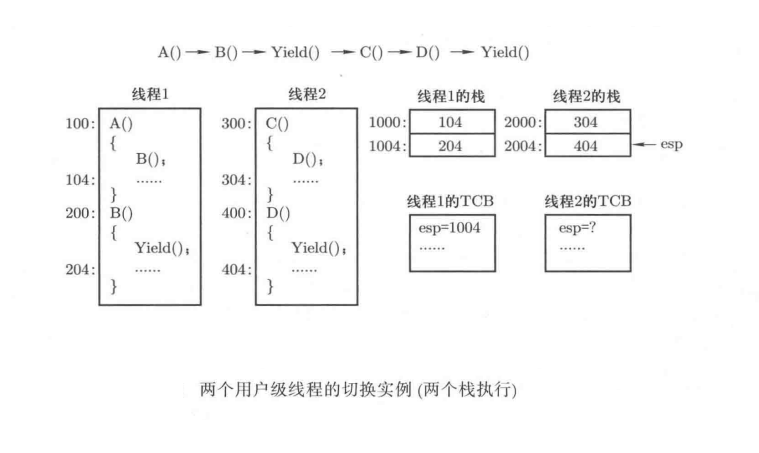 A() → B() → Yield() → C() → D() → Yield()
线程1
100: A()
{
B();
104: ……
}
200: B()
{
Yield();
204: ……
}
线程2
300: C()
{
D();
304: ……
}
400: D()
{
Yield();
404: ……
}
线程1的栈
1000: 104
1004: 204
线程2的栈
2000: 304
2004: 404 ← esp
线程1的TCB
esp=1004
……
线程2的TCB
esp=?
……
两个用户级线程的切换实例 (两个栈执行)